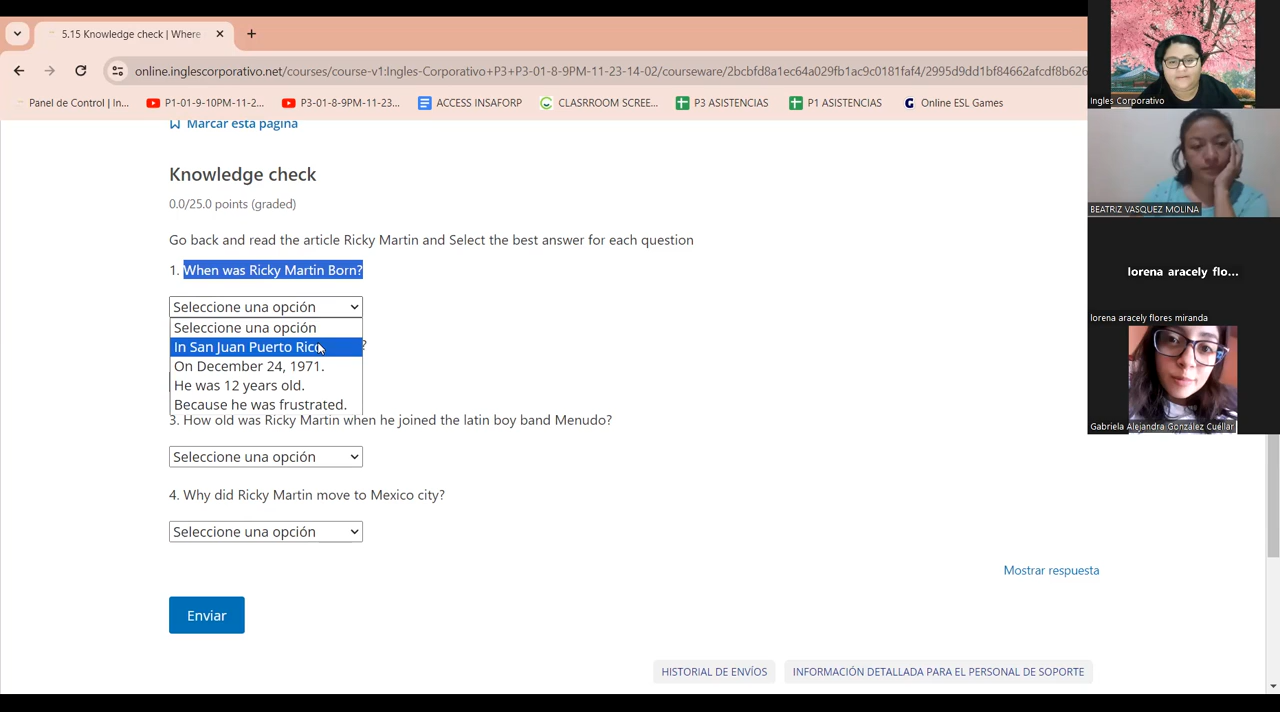 5.15 Knowledge check | Where
online.inglescorporativo.net/courses/course-v1:Ingles-Corporativo+P3+P3-01-8-9PM-11-23-14-02/courseware/2bcbfd8a1ec64a029fb1ac9c0181faf4/2995d9dd1bf84662afcdf8b626
Panel de Control | In...
P1-01-9-10PM-11-2...
P3-01-8-9PM-11-23...
ACCESS INSAFORP
CLASSROOM SCREE...
P3 ASISTENCIAS
P1 ASISTENCIAS
Online ESL Games
Marcar esta página
Knowledge check
0.0/25.0 points (graded)
Go back and read the article Ricky Martin and Select the best answer for each question
1. When was Ricky Martin Born?
Seleccione una opción
Seleccione una opción
In San Juan Puerto Rico
?
On December 24, 1971.
He was 12 years old.
Because he was frustrated.
3. How old was Ricky Martin when he joined the latin boy band Menudo?
Seleccione una opción
4. Why did Ricky Martin move to Mexico city?
Seleccione una opción
Mostrar respuesta
Enviar
HISTORIAL DE ENVÍOS
INFORMACIÓN DETALLADA PARA EL PERSONAL DE SOPORTE
Ingles Corporativo
BEATRIZ VASQUEZ MOLINA
lorena aracely flo...
lorena aracely flores miranda
Gabriela Alejandra González Cuéllar